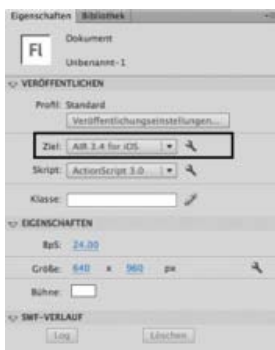 Eigenschaften Bibliothek
Fl
Dokument
Unbenannt-1
VERÖFFENTLICHEN
Profil: Standard
Veröffentlichungseinstellungen...
Ziel: AIR 3.4 for iOS
Skript: ActionScript 3.0
Klasse:
EIGENSCHAFTEN
BpS: 24.00
Größe: 640 x 960 px
Bühne:
SWF-VERLAUF
Log Löschen